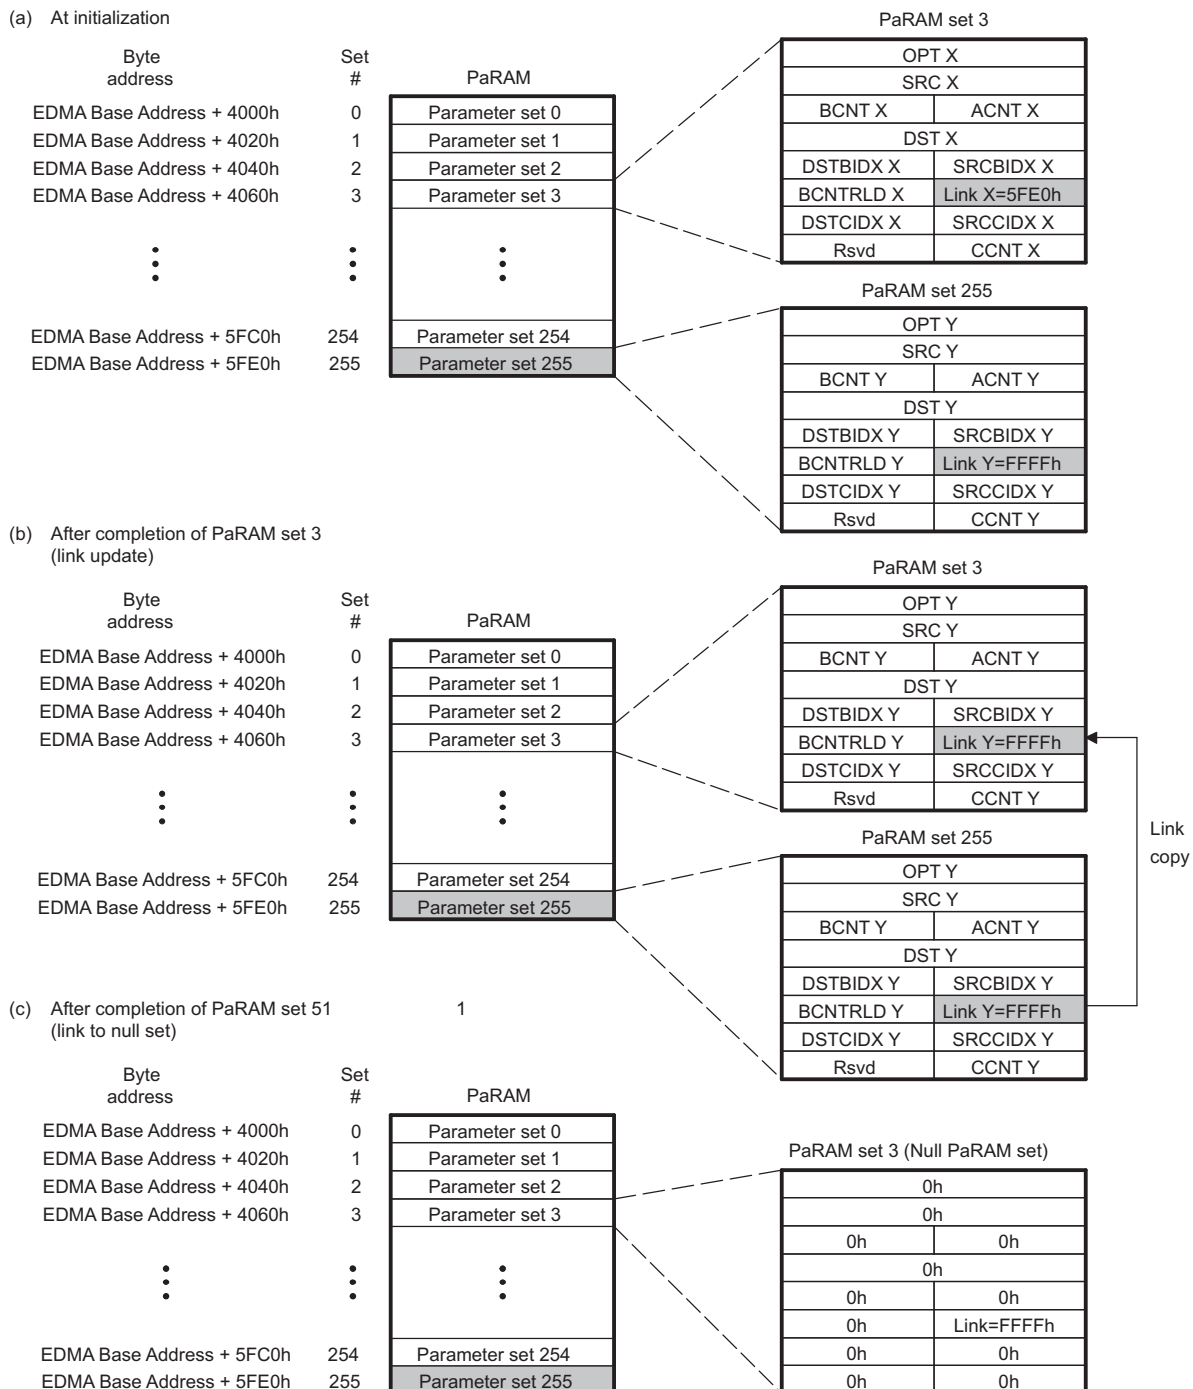 (a) At initialization
PaRAM set 3
Byte address
Set #
PaRAM
EDMA Base Address + 4000h 0 Parameter set 0
EDMA Base Address + 4020h 1 Parameter set 1
EDMA Base Address + 4040h 2 Parameter set 2
EDMA Base Address + 4060h 3 Parameter set 3
EDMA Base Address + 5FC0h 254 Parameter set 254
EDMA Base Address + 5FE0h 255 Parameter set 255
OPT X
SRC X
BCNT X ACNT X
DST X
DSTBIDX X SRCBIDX X
BCNTRLD X Link X=5FE0h
DSTCIDX X SRCCIDX X
Rsvd CCNT X
PaRAM set 255
OPT Y
SRC Y
BCNT Y ACNT Y
DST Y
DSTBIDX Y SRCBIDX Y
BCNTRLD Y Link Y=FFFFh
DSTCIDX Y SRCCIDX Y
Rsvd CCNT Y
(b) After completion of PaRAM set 3
(link update)
Byte address
Set #
PaRAM
EDMA Base Address + 4000h 0 Parameter set 0
EDMA Base Address + 4020h 1 Parameter set 1
EDMA Base Address + 4040h 2 Parameter set 2
EDMA Base Address + 4060h 3 Parameter set 3
EDMA Base Address + 5FC0h 254 Parameter set 254
EDMA Base Address + 5FE0h 255 Parameter set 255
PaRAM set 3
OPT Y
SRC Y
BCNT Y ACNT Y
DST Y
DSTBIDX Y SRCBIDX Y
BCNTRLD Y Link Y=FFFFh
DSTCIDX Y SRCCIDX Y
Rsvd CCNT Y
Link
copy
PaRAM set 255
OPT Y
SRC Y
BCNT Y ACNT Y
DST Y
DSTBIDX Y SRCBIDX Y
BCNTRLD Y Link Y=FFFFh
DSTCIDX Y SRCCIDX Y
Rsvd CCNT Y
(c) After completion of PaRAM set 51 1
(link to null set)
Byte address
Set #
PaRAM
EDMA Base Address + 4000h 0 Parameter set 0
EDMA Base Address + 4020h 1 Parameter set 1
EDMA Base Address + 4040h 2 Parameter set 2
EDMA Base Address + 4060h 3 Parameter set 3
EDMA Base Address + 5FC0h 254 Parameter set 254
EDMA Base Address + 5FE0h 255 Parameter set 255
PaRAM set 3 (Null PaRAM set)
0h
0h
0h 0h
0h
0h 0h
0h Link=FFFFh
0h 0h
0h 0h